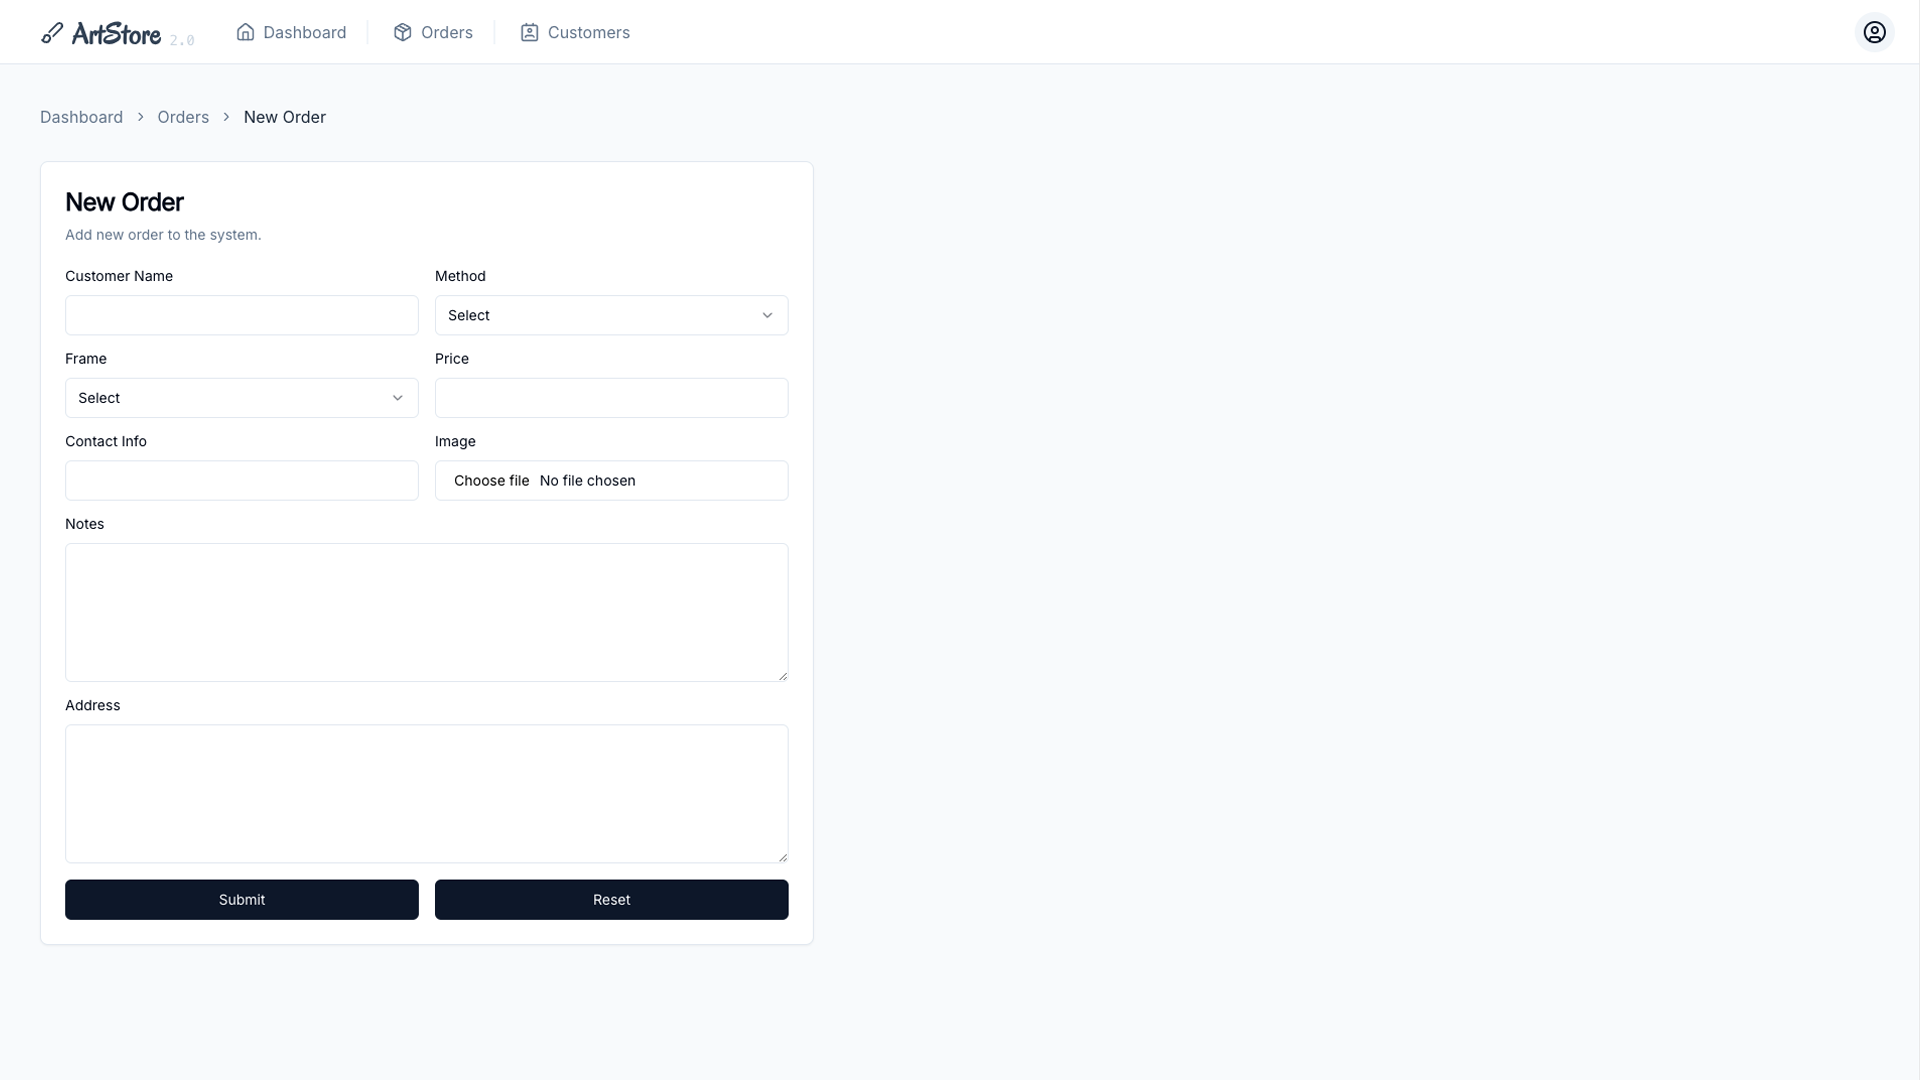 ArtStore 2.0
Dashboard
Orders
Customers
Dashboard > Orders > New Order
New Order
Add new order to the system.
Customer Name
Method
Select
Frame
Price
Select
Contact Info
Image
Choose file No file chosen
Notes
Address
Submit
Reset